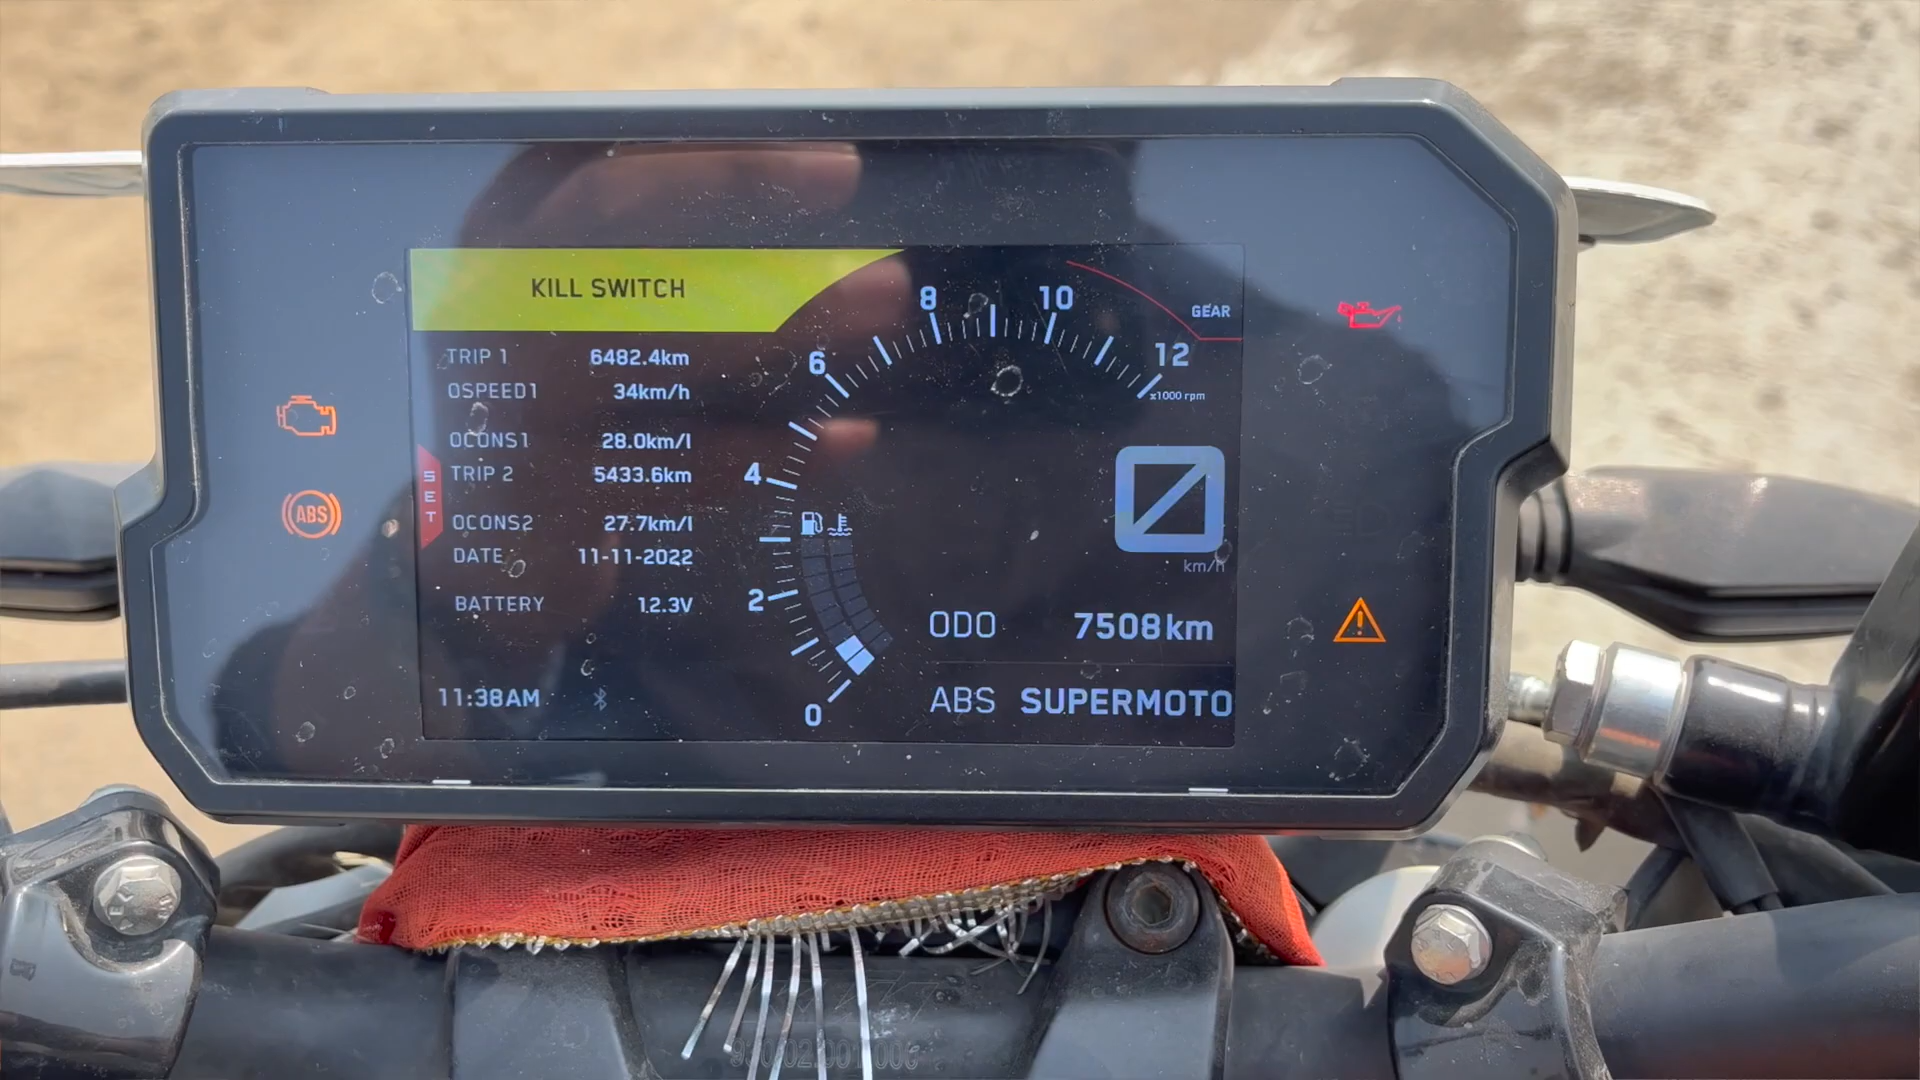 KILL SWITCH
TRIP 1 6482.4km
OSPEED1 34km/h
OCONS1 28.0km/l
TRIP 2 5433.6km
OCONS2 27.7km/l
DATE 11-11-2022
BATTERY 12.3V
SET
11:38AM
0
2
4
6
8
10
12
x1000 rpm
GEAR
km/h
ODO 7508km
ABS SUPERMOTO
ABS